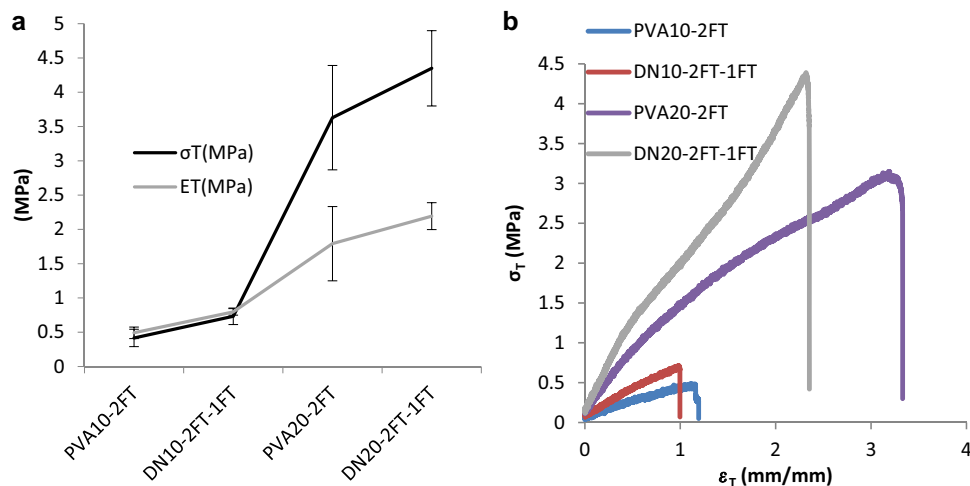 a
5
4.5
4
3.5
3
2.5
2
1.5
1
0.5
0
(MPa)
σT(MPa)
ET(MPa)
PVA10-2FT
DN10-2FT-1FT
PVA20-2FT
DN20-2FT-1FT
b
PVA10-2FT
DN10-2FT-1FT
PVA20-2FT
DN20-2FT-1FT
5
4.5
4
3.5
3
2.5
2
1.5
1
0.5
0
σT (MPa)
0 1 2 3 4
εT (mm/mm)